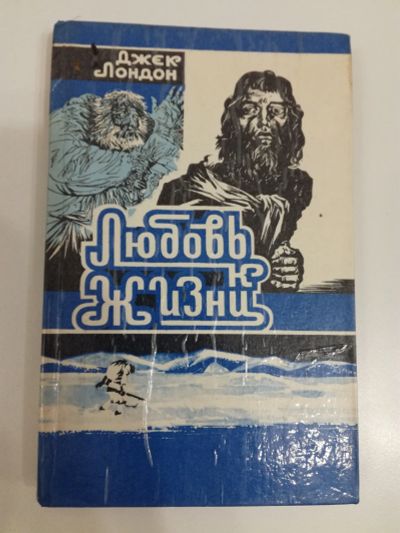 Джек
Лондон
Любовь
к
жизни